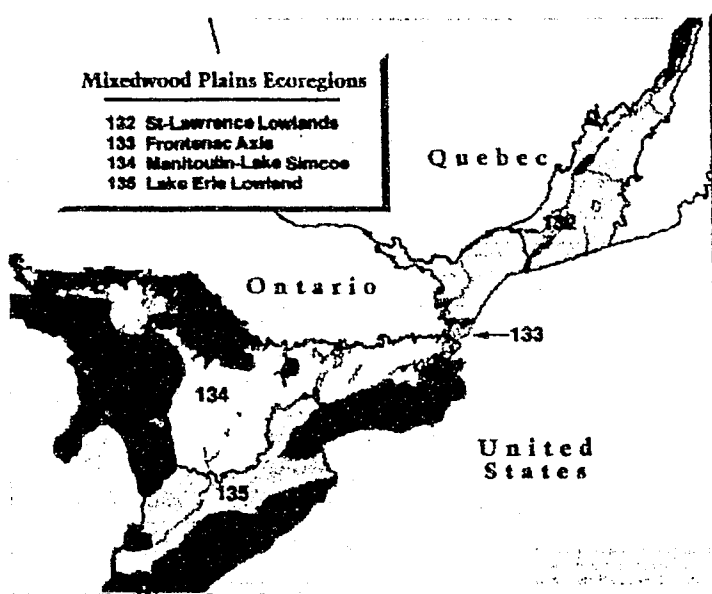 Mixedwood Plains Ecoregions
132 St-Lawrence Lowlands
133 Frontenac Axis
134 Manitoulin-Lake Simcoe
135 Lake Erie Lowland
Quebec
132
Ontario
133
134
United
States
135